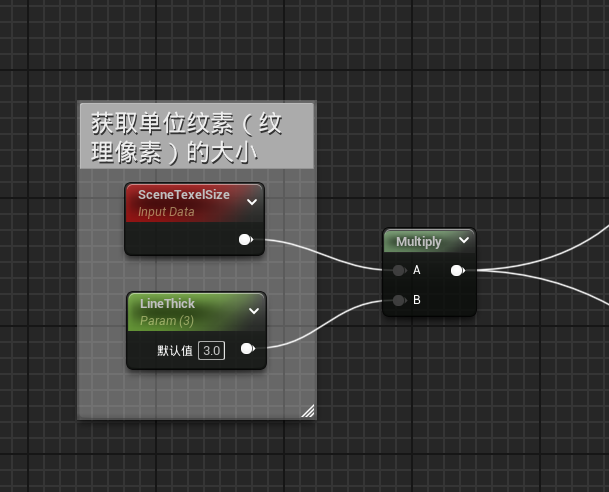 获取单位纹素（纹
理像素）的大小
SceneTexelSize
Input Data
LineThick
Param (3)
默认值 3.0
Multiply
A
B